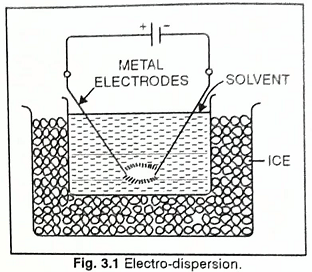 + −
METAL
ELECTRODES
SOLVENT
ICE
Fig. 3.1 Electro-dispersion.